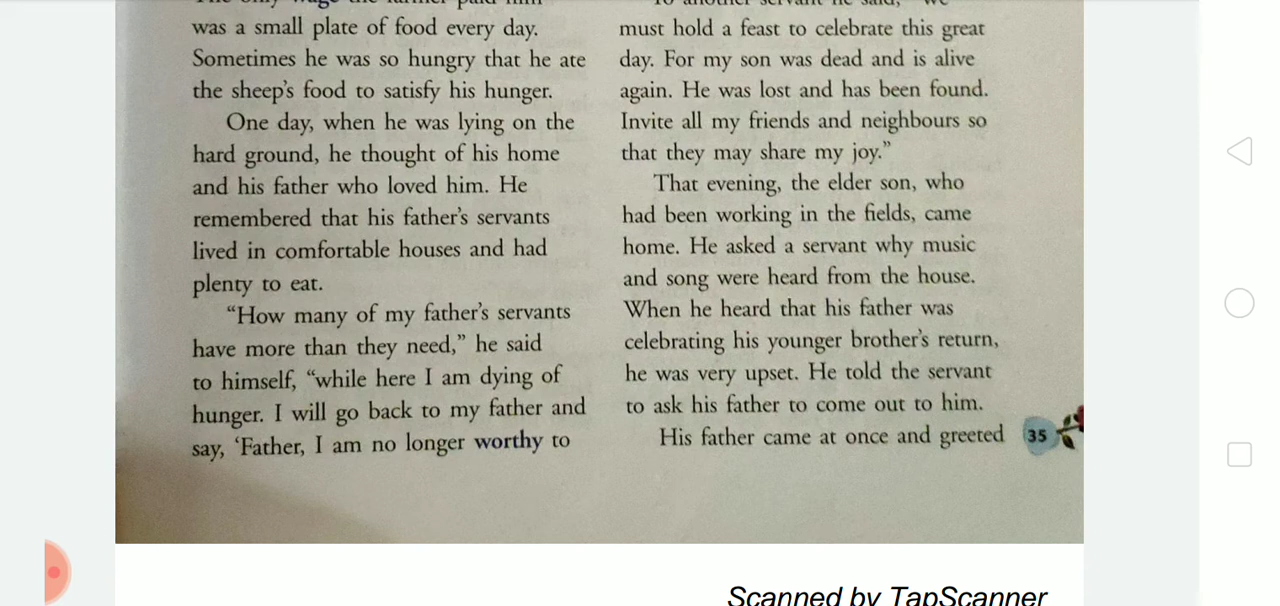 was a small plate of food every day.
Sometimes he was so hungry that he ate
the sheep's food to satisfy his hunger.
One day, when he was lying on the
hard ground, he thought of his home
and his father who loved him. He
remembered that his father's servants
lived in comfortable houses and had
plenty to eat.
“How many of my father's servants
have more than they need,” he said
to himself, “while here I am dying of
hunger. I will go back to my father and
say, ‘Father, I am no longer worthy to
must hold a feast to celebrate this great
day. For my son was dead and is alive
again. He was lost and has been found.
Invite all my friends and neighbours so
that they may share my joy.”
That evening, the elder son, who
had been working in the fields, came
home. He asked a servant why music
and song were heard from the house.
When he heard that his father was
celebrating his younger brother's return,
he was very upset. He told the servant
to ask his father to come out to him.
His father came at once and greeted
35
Scanned by TapScanner